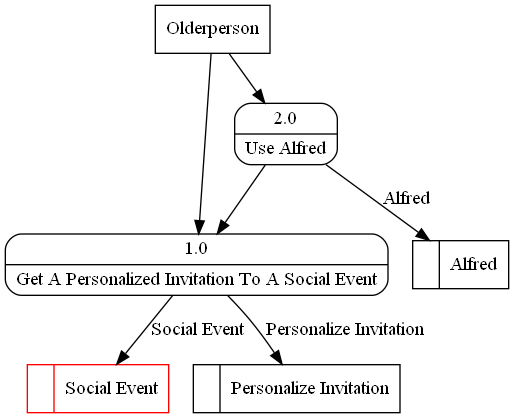 Olderperson
2.0
Use Alfred
Alfred
1.0
Get A Personalized Invitation To A Social Event
Alfred
Social Event
Personalize Invitation
Social Event
Personalize Invitation